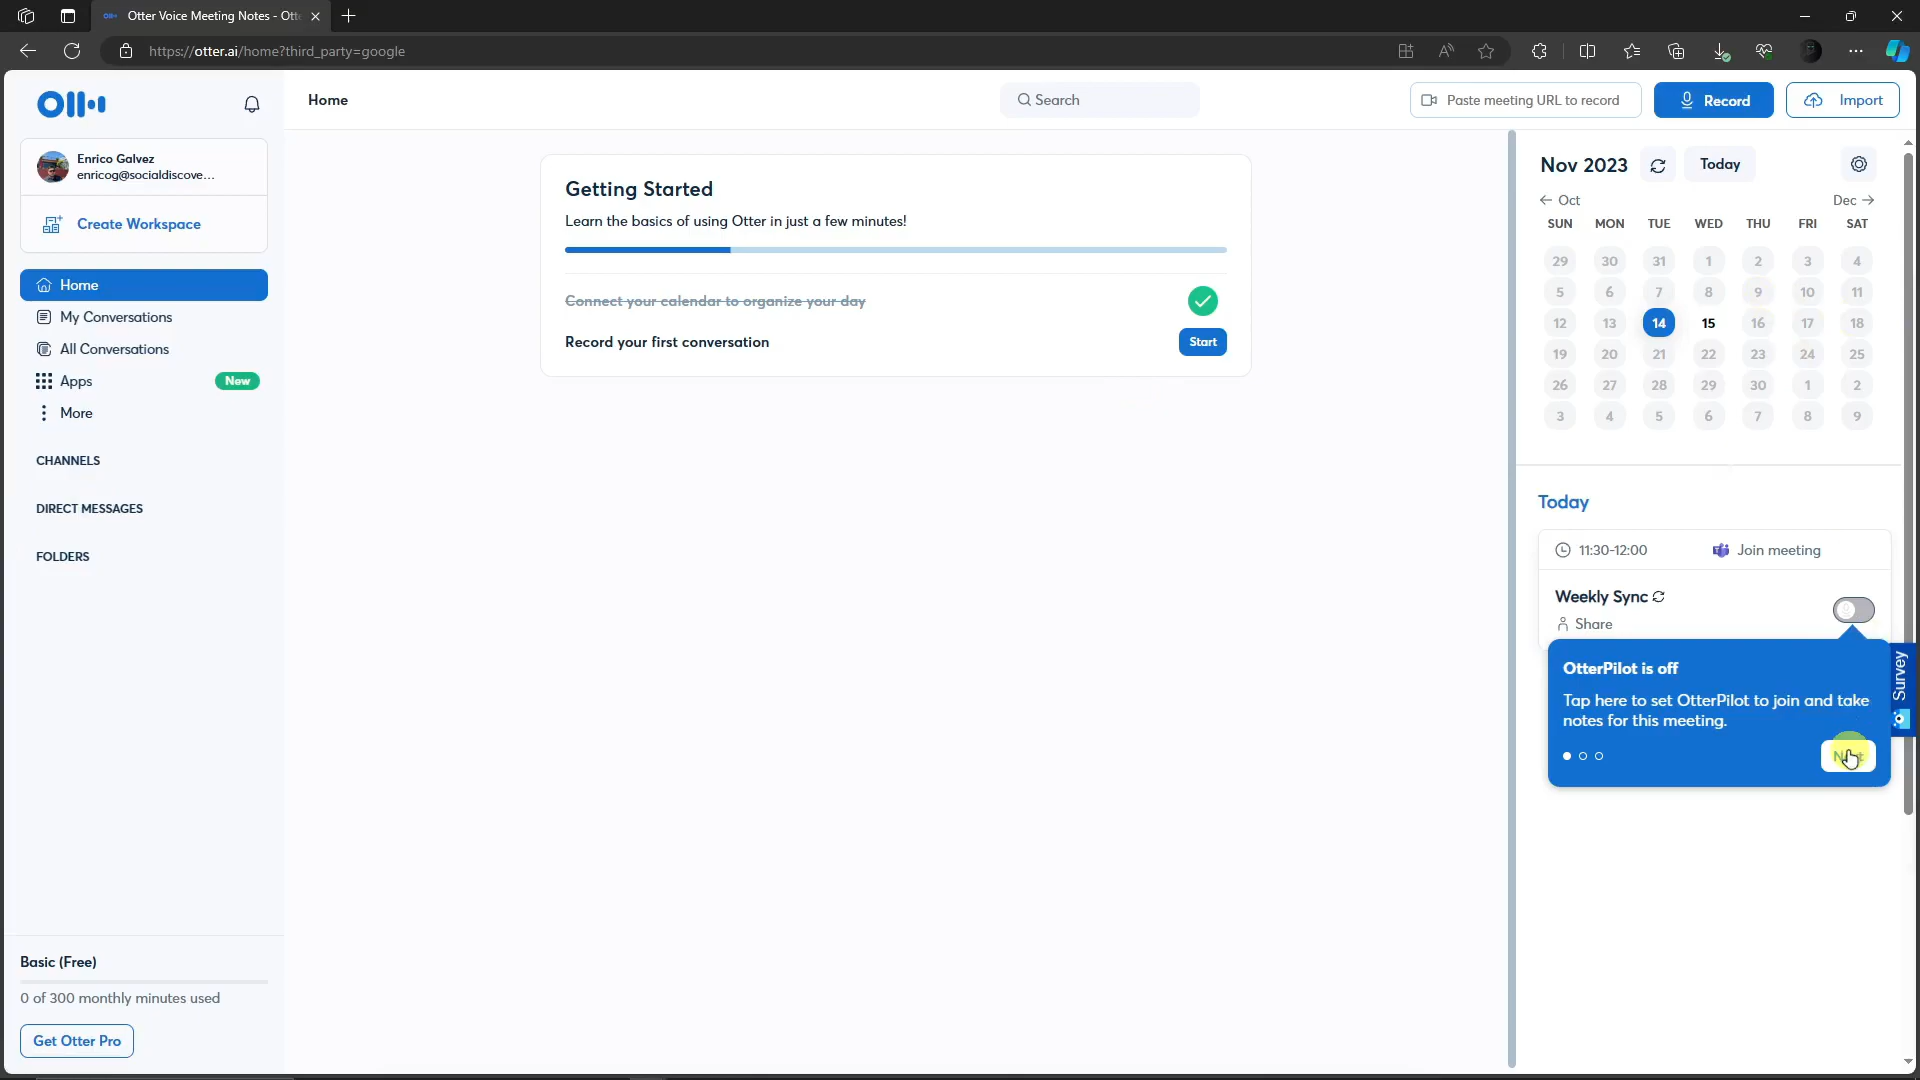 Otter Voice Meeting Notes - Ott
https://otter.ai/home?third_party=google
Home
Search
Paste meeting URL to record
Record
Import
Enrico Galvez
enricog@socialdiscove...
Create Workspace
Home
My Conversations
All Conversations
Apps
New
More
CHANNELS
DIRECT MESSAGES
FOLDERS
Basic (Free)
0 of 300 monthly minutes used
Get Otter Pro
Getting Started
Learn the basics of using Otter in just a few minutes!
Connect your calendar to organize your day
Record your first conversation
Start
Nov 2023
Today
← Oct
Dec →
SUN MON TUE WED THU FRI SAT
29 30 31 1 2 3 4
5 6 7 8 9 10 11
12 13 14 15 16 17 18
19 20 21 22 23 24 25
26 27 28 29 30 1 2
3 4 5 6 7 8 9
Today
11:30-12:00
Join meeting
Weekly Sync
Share
OtterPilot is off
Tap here to set OtterPilot to join and take
notes for this meeting.
Survey